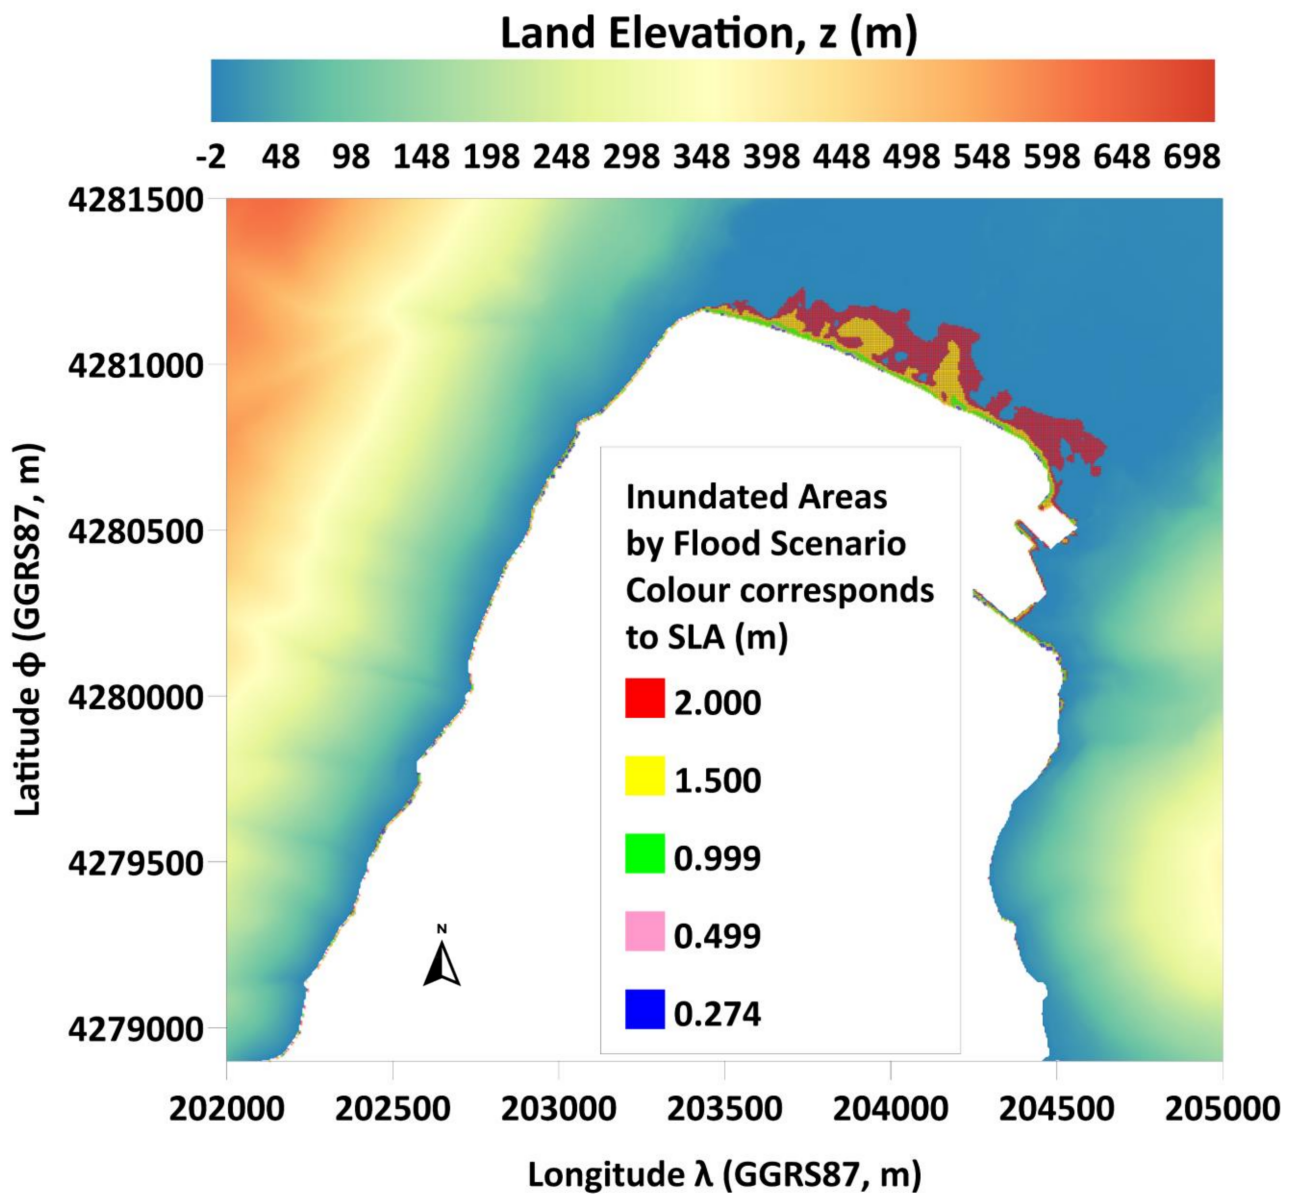 Land Elevation, z (m)
-2 48 98 148 198 248 298 348 398 448 498 548 598 648 698
4281500
4281000
4280500
4280000
4279500
4279000
Latitude ϕ (GGRS87, m)
Inundated Areas
by Flood Scenario
Colour corresponds
to SLA (m)
2.000
1.500
0.999
0.499
0.274
N
202000 202500 203000 203500 204000 204500 205000
Longitude λ (GGRS87, m)